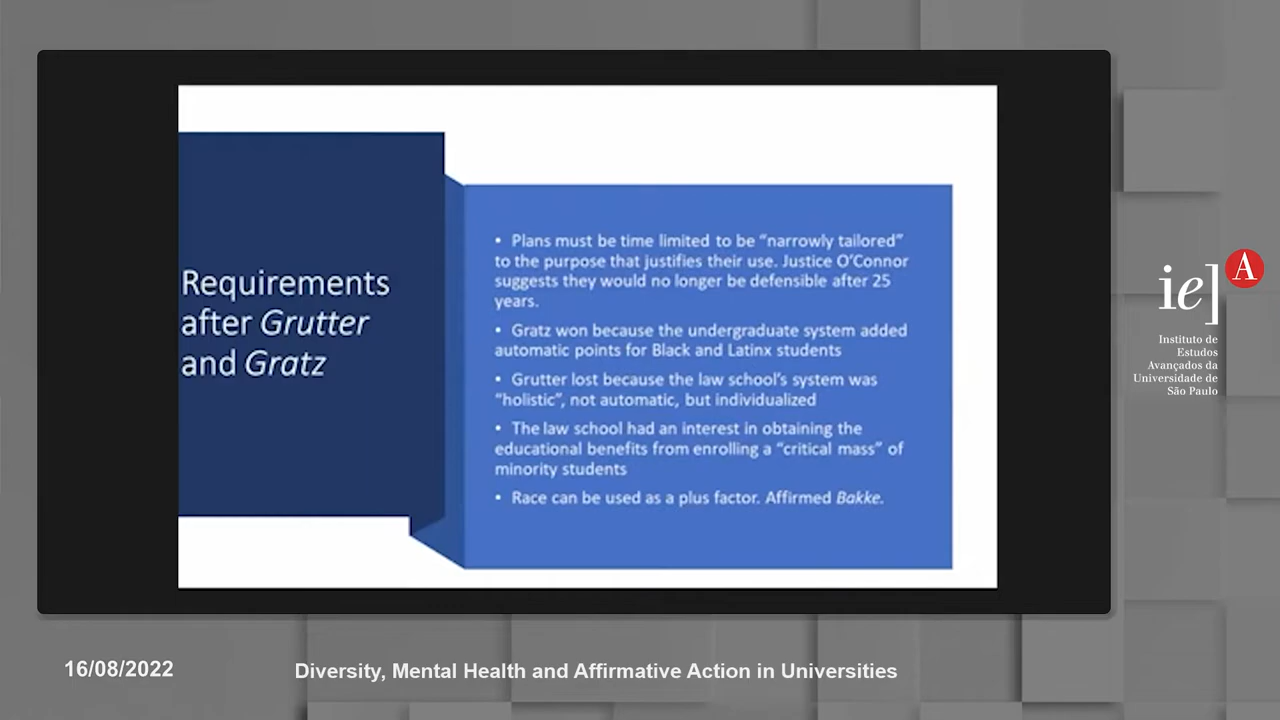 Requirements
after Grutter
and Gratz
• Plans must be time limited to be “narrowly tailored”
to the purpose that justifies their use. Justice O’Connor
suggests they would no longer be defensible after 25
years.
• Gratz won because the undergraduate system added
automatic points for Black and Latinx students
• Grutter lost because the law school’s system was
“holistic”, not automatic, but individualized
• The law school had an interest in obtaining the
educational benefits from enrolling a “critical mass” of
minority students
• Race can be used as a plus factor. Affirmed Bakke.
ie] A
Instituto de
Estudos
Avançados da
Universidade de
São Paulo
16/08/2022
Diversity, Mental Health and Affirmative Action in Universities